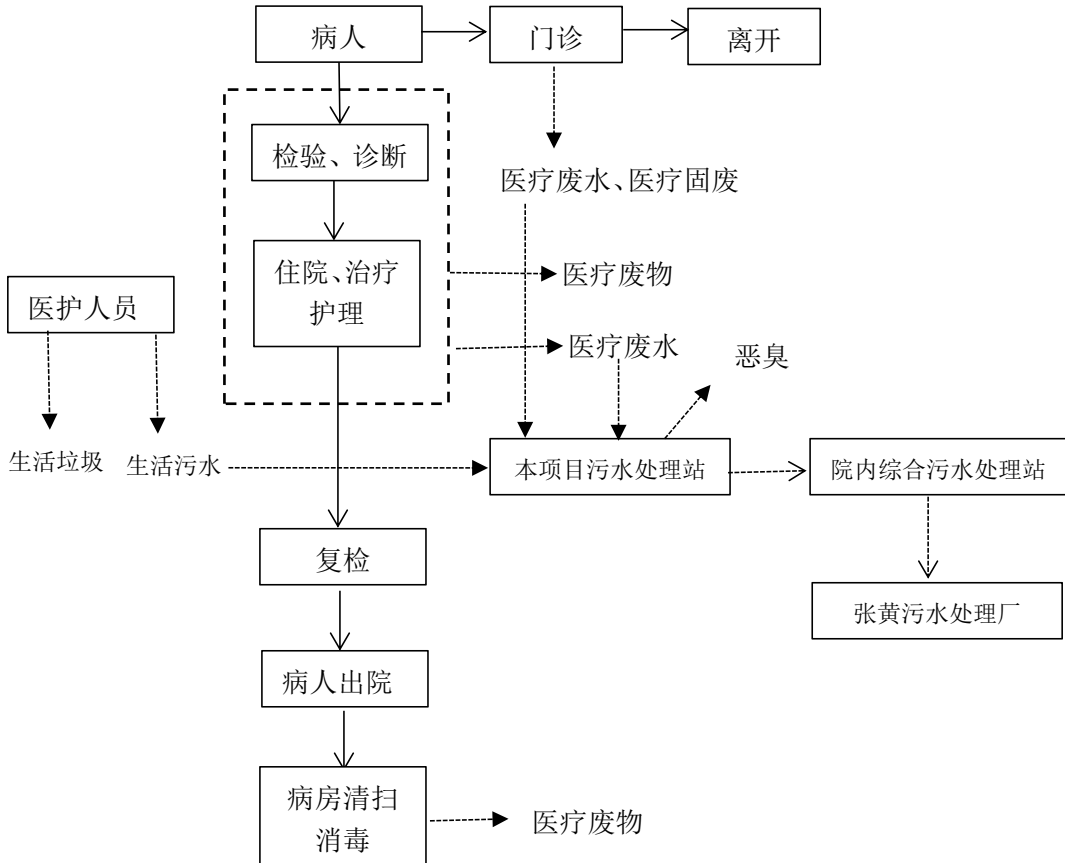 病人
门诊
离开
检验、诊断
医疗废水、医疗固废
住院、治疗
护理
医疗废物
医护人员
医疗废水
恶臭
生活垃圾
生活污水
本项目污水处理站
院内综合污水处理站
复检
张黄污水处理厂
病人出院
病房清扫
消毒
医疗废物